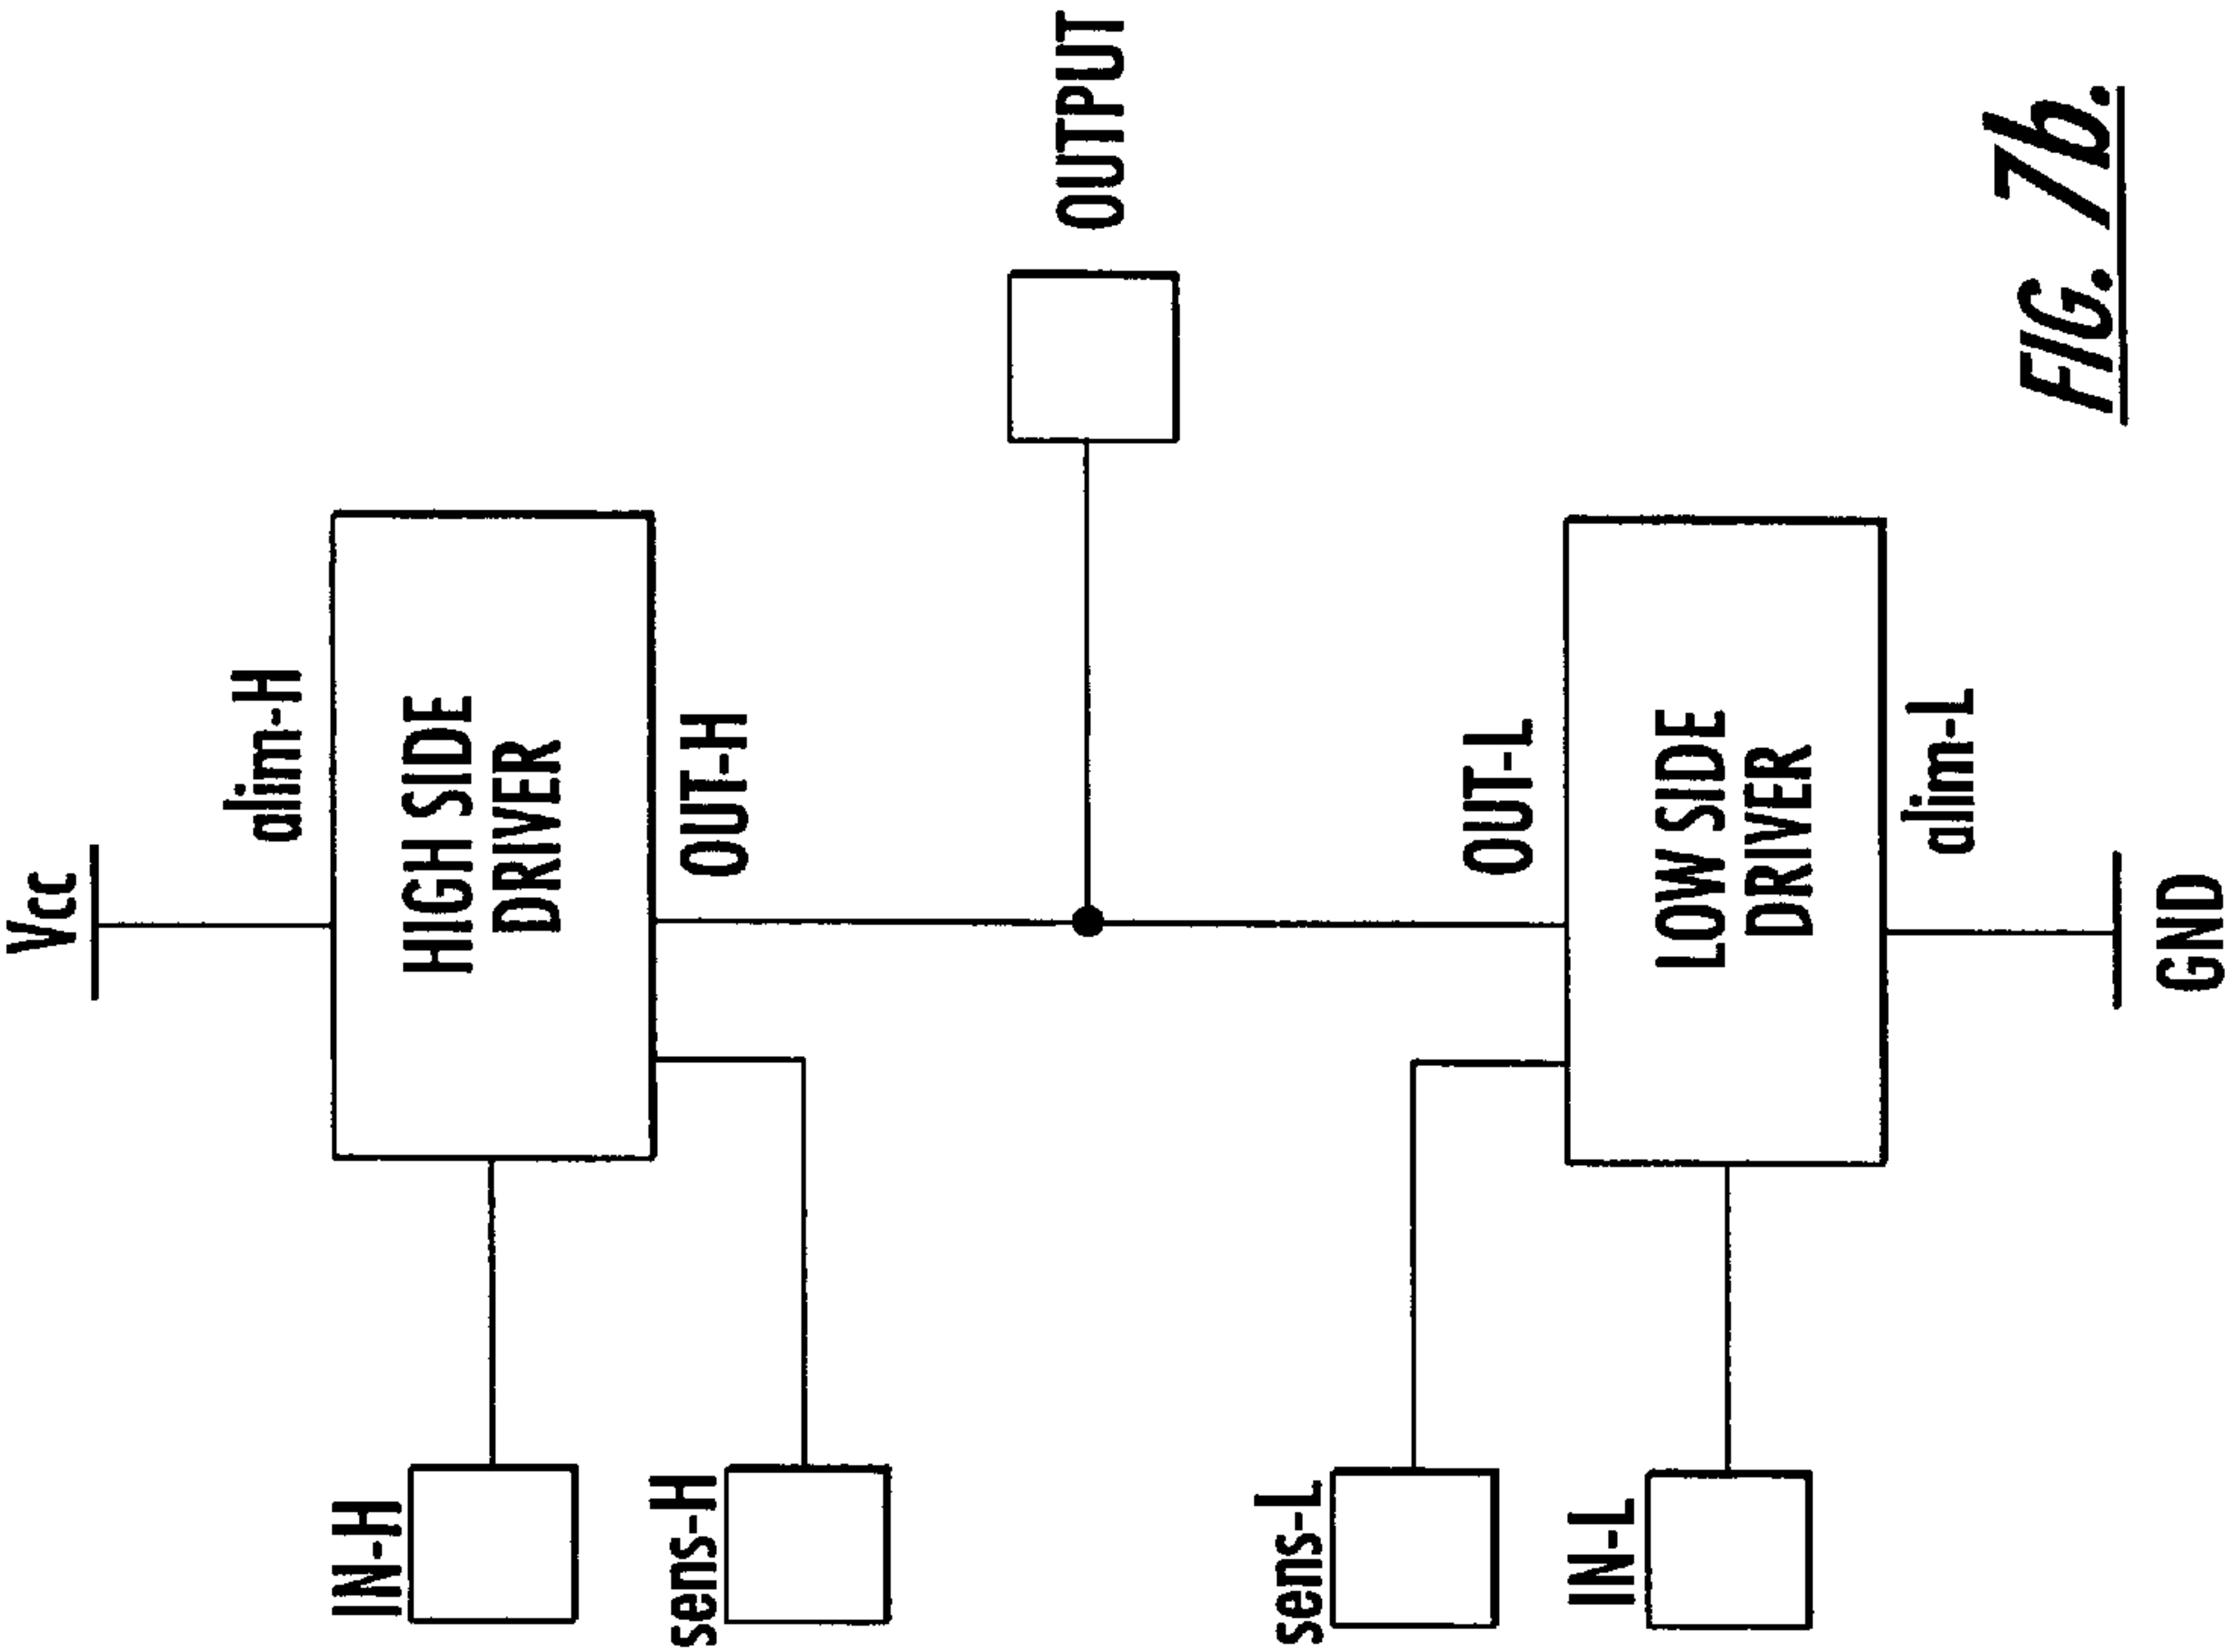 Vcc
alim-H
HIGH SIDE
DRIVER
IN-H
OUT-H
sens-H
OUTPUT
sens-L
OUT-L
IN-L
LOW SIDE
DRIVER
alim-L
GND
FIG. 7b.